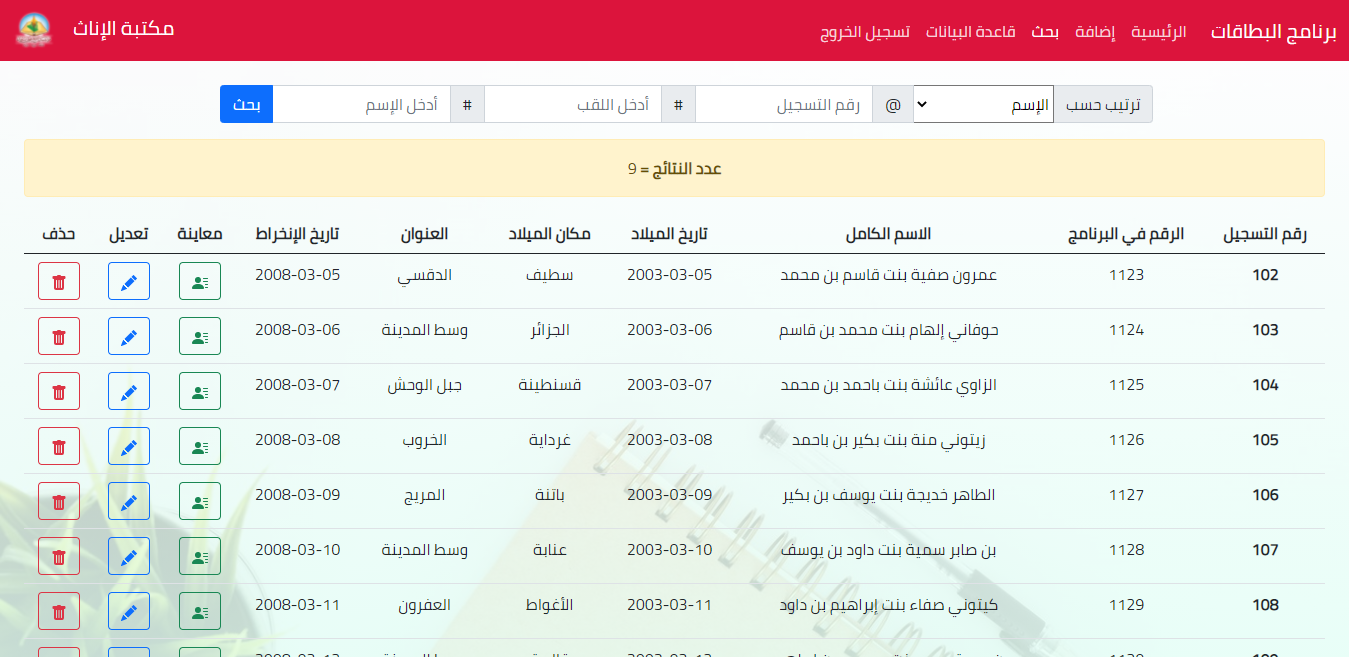 برنامج البطاقات الرئيسية إضافة بحث قاعدة البيانات تسجيل الخروج مكتبة الإناث
ترتيب حسب الإسم @ رقم التسجيل # أدخل اللقب # أدخل الإسم بحث
عدد النتائج = 9
رقم التسجيل الرقم في البرنامج الاسم الكامل تاريخ الميلاد مكان الميلاد العنوان تاريخ الإنخراط معاينة تعديل حذف
102 1123 عمرون صفية بنت قاسم بن محمد 2003-03-05 سطيف الدقسي 2008-03-05
103 1124 حوفاني إلهام بنت محمد بن قاسم 2003-03-06 الجزائر وسط المدينة 2008-03-06
104 1125 الزاوي عائشة بنت باحمد بن محمد 2003-03-07 قسنطينة جبل الوحش 2008-03-07
105 1126 زيتوني منة بنت بكير بن باحمد 2003-03-08 غرداية الخروب 2008-03-08
106 1127 الطاهر خديجة بنت يوسف بن بكير 2003-03-09 باتنة المريج 2008-03-09
107 1128 بن صابر سمية بنت داود بن يوسف 2003-03-10 عنابة وسط المدينة 2008-03-10
108 1129 كيتوني صفاء بنت إبراهيم بن داود 2003-03-11 الأغواط العفرون 2008-03-11